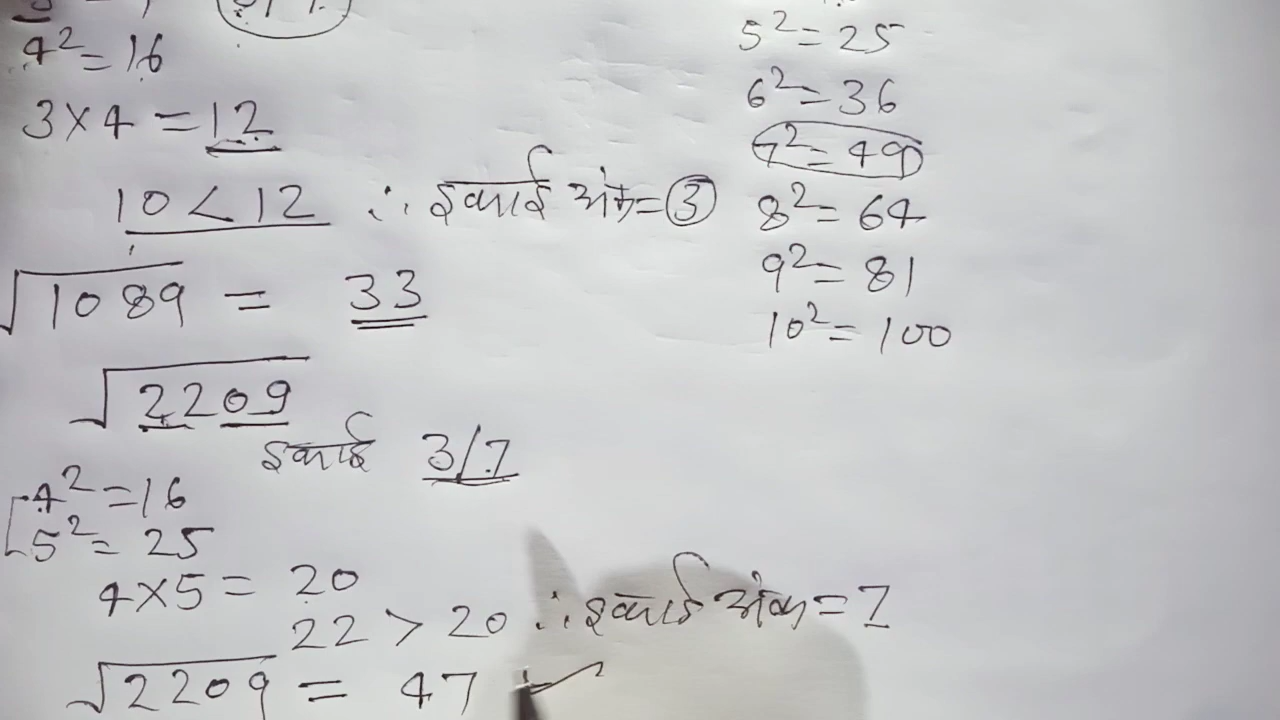 4² = 16
3 × 4 = 12
10 < 12 ∴ इकाई अंक = 3
√1089 = 33
√2209
इकाई 3/7
4² = 16
5² = 25
4 × 5 = 20
22 > 20 ∴ इकाई अंक = 7
√2209 = 47
5² = 25
6² = 36
7² = 49
8² = 64
9² = 81
10² = 100